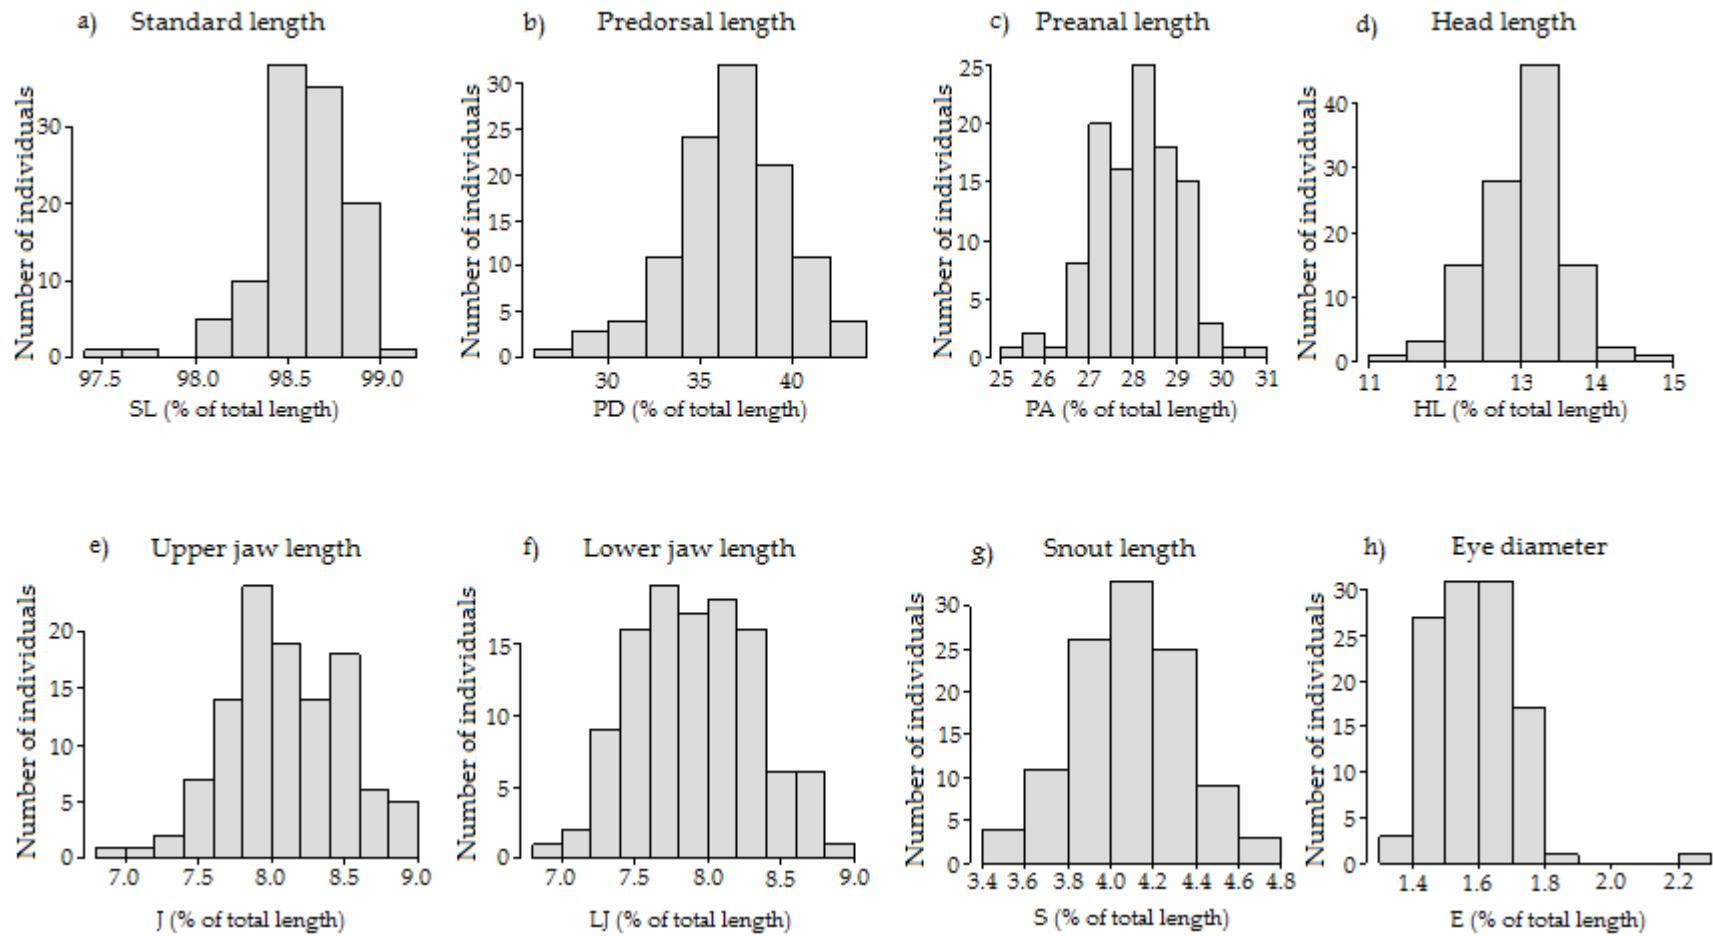 a) Standard length
Number of individuals
30
20
10
0
97.5 98.0 98.5 99.0
SL (% of total length)
b) Predorsal length
Number of individuals
30
25
20
15
10
5
0
30 35 40
PD (% of total length)
c) Preanal length
Number of individuals
25
20
15
10
5
0
25 26 27 28 29 30 31
PA (% of total length)
d) Head length
Number of individuals
40
30
20
10
0
11 12 13 14 15
HL (% of total length)
e) Upper jaw length
Number of individuals
20
15
10
5
0
7.0 7.5 8.0 8.5 9.0
J (% of total length)
f) Lower jaw length
Number of individuals
15
10
5
0
7.0 7.5 8.0 8.5 9.0
LJ (% of total length)
g) Snout length
Number of individuals
30
25
20
15
10
5
0
3.4 3.6 3.8 4.0 4.2 4.4 4.6 4.8
S (% of total length)
h) Eye diameter
Number of individuals
30
25
20
15
10
5
0
1.4 1.6 1.8 2.0 2.2
E (% of total length)